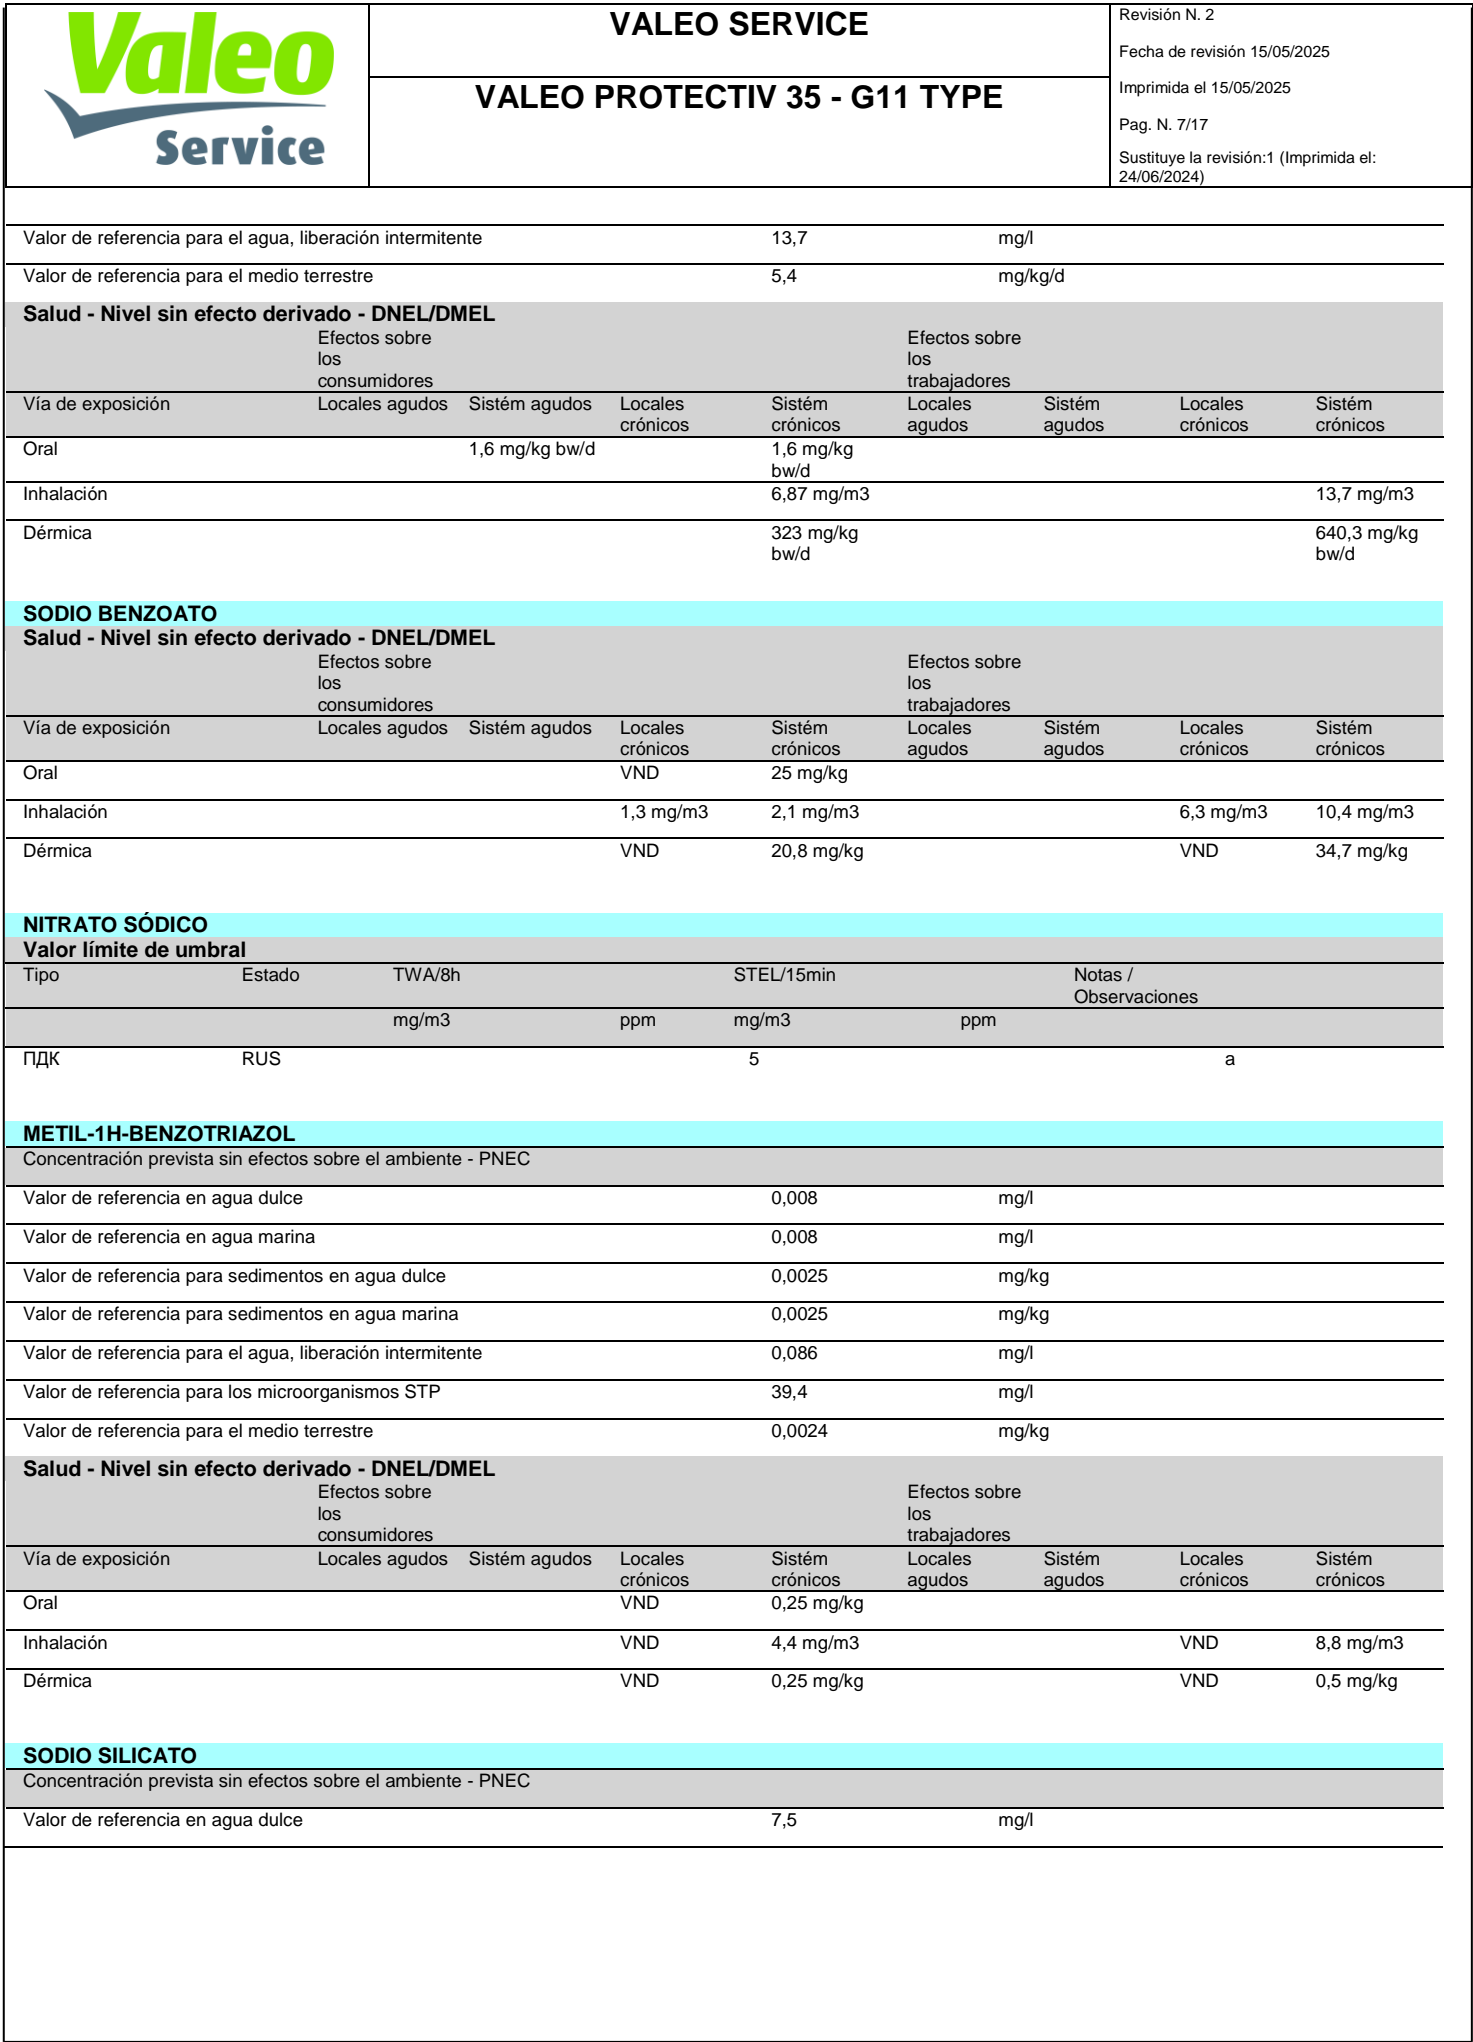 Valeo
Service
VALEO SERVICE
VALEO PROTECTIV 35 - G11 TYPE
Revisión N. 2
Fecha de revisión 15/05/2025
Imprimida el 15/05/2025
Pag. N. 7/17
Sustituye la revisión:1 (Imprimida el:
24/06/2024)
Valor de referencia para el agua, liberación intermitente 13,7 mg/l
Valor de referencia para el medio terrestre 5,4 mg/kg/d
Salud - Nivel sin efecto derivado - DNEL/DMEL
Efectos sobre Efectos sobre
los los
consumidores trabajadores
Vía de exposición Locales agudos Sistém agudos Locales Sistém Locales Sistém Locales Sistém
crónicos crónicos agudos agudos crónicos crónicos
Oral 1,6 mg/kg bw/d 1,6 mg/kg
bw/d
Inhalación 6,87 mg/m3 13,7 mg/m3
Dérmica 323 mg/kg 640,3 mg/kg
bw/d bw/d
SODIO BENZOATO
Salud - Nivel sin efecto derivado - DNEL/DMEL
Efectos sobre Efectos sobre
los los
consumidores trabajadores
Vía de exposición Locales agudos Sistém agudos Locales Sistém Locales Sistém Locales Sistém
crónicos crónicos agudos agudos crónicos crónicos
Oral VND 25 mg/kg
Inhalación 1,3 mg/m3 2,1 mg/m3 6,3 mg/m3 10,4 mg/m3
Dérmica VND 20,8 mg/kg VND 34,7 mg/kg
NITRATO SÓDICO
Valor límite de umbral
Tipo Estado TWA/8h STEL/15min Notas /
Observaciones
mg/m3 ppm mg/m3 ppm
ПДК RUS 5 a
METIL-1H-BENZOTRIAZOL
Concentración prevista sin efectos sobre el ambiente - PNEC
Valor de referencia en agua dulce 0,008 mg/l
Valor de referencia en agua marina 0,008 mg/l
Valor de referencia para sedimentos en agua dulce 0,0025 mg/kg
Valor de referencia para sedimentos en agua marina 0,0025 mg/kg
Valor de referencia para el agua, liberación intermitente 0,086 mg/l
Valor de referencia para los microorganismos STP 39,4 mg/l
Valor de referencia para el medio terrestre 0,0024 mg/kg
Salud - Nivel sin efecto derivado - DNEL/DMEL
Efectos sobre Efectos sobre
los los
consumidores trabajadores
Vía de exposición Locales agudos Sistém agudos Locales Sistém Locales Sistém Locales Sistém
crónicos crónicos agudos agudos crónicos crónicos
Oral VND 0,25 mg/kg
Inhalación VND 4,4 mg/m3 VND 8,8 mg/m3
Dérmica VND 0,25 mg/kg VND 0,5 mg/kg
SODIO SILICATO
Concentración prevista sin efectos sobre el ambiente - PNEC
Valor de referencia en agua dulce 7,5 mg/l